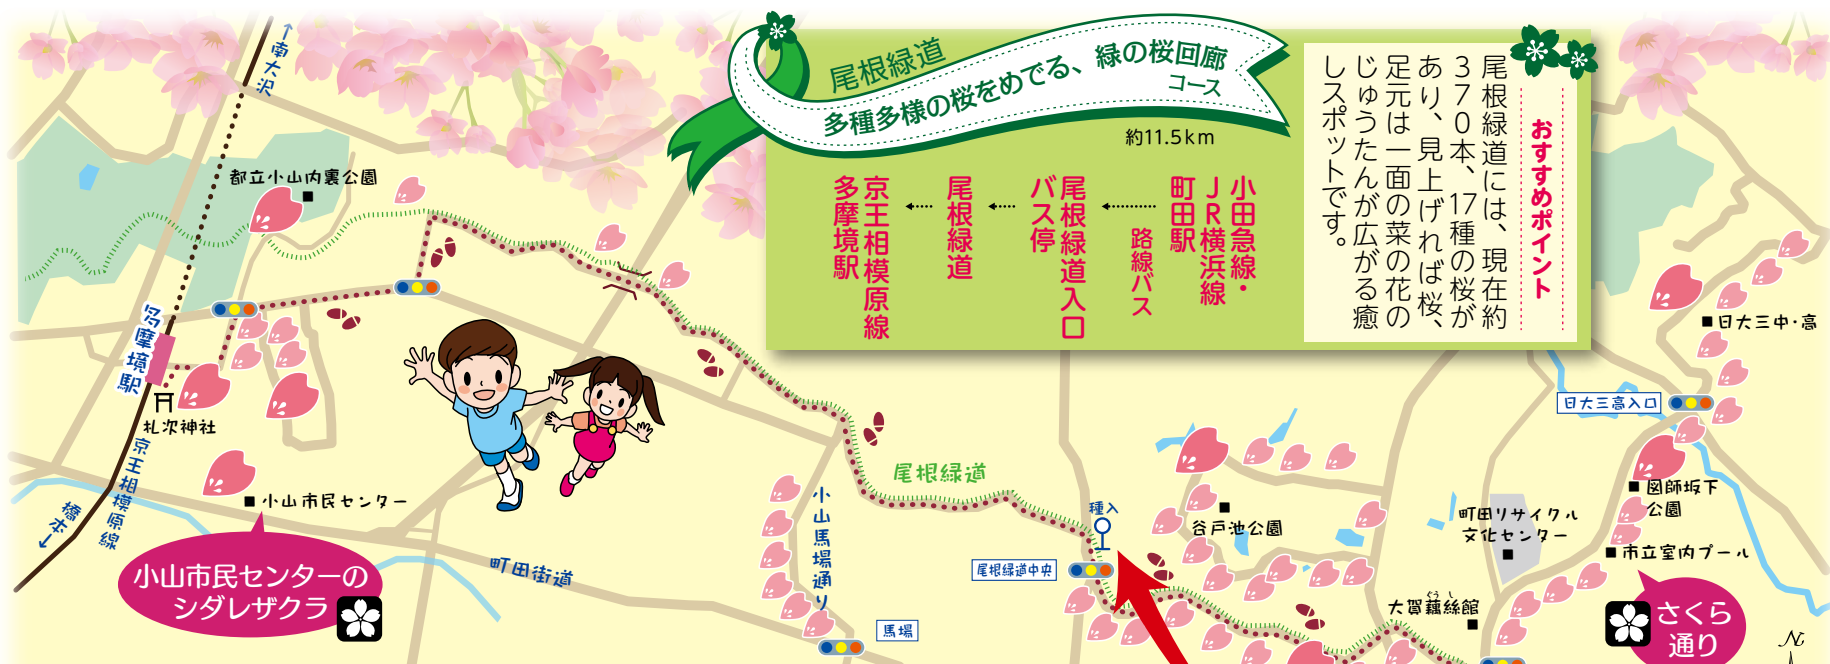 尾根緑道
多種多様の桜をめでる、緑の桜回廊
コース
約11.5km
小田急線・
JR横浜線
町田駅
路線バス
尾根緑道入口
バス停
尾根緑道
京王相模原線
多摩境駅
おすすめポイント
尾根緑道には、現在約
370本、17種の桜が
あり、見上げれば桜、
足元は一面の菜の花の
じゅうたんが広がる癒
しスポットです。
←南大沢
都立小山内裏公園
多摩境駅
札次神社
京王相模原線
橋本→
小山市民センター
小山市民センターの
シダレザクラ
町田街道
小山馬場通り
馬場
尾根緑道
種入
尾根緑道中央
谷戸池公園
日大三中・高
日大三高入口
図師坂下
公園
町田リサイクル
文化センター
市立室内プール
大賀藕絲館
ぐうし
さくら
通り
N